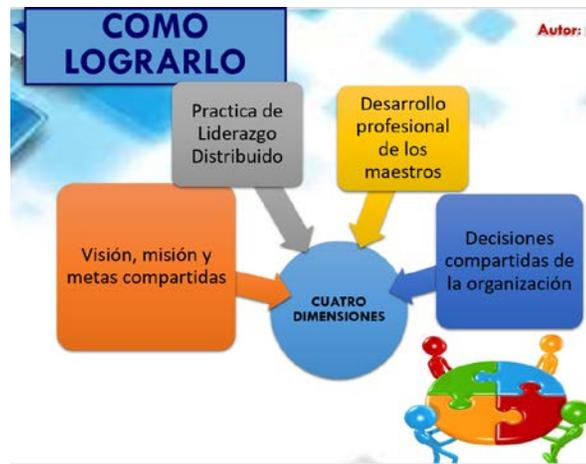 COMO
LOGRARLO
Autor:
Practica de
Liderazgo
Distribuido
Desarrollo
profesional
de los
maestros
Visión, misión y
metas compartidas
Decisiones
compartidas de
la organización
CUATRO
DIMENSIONES